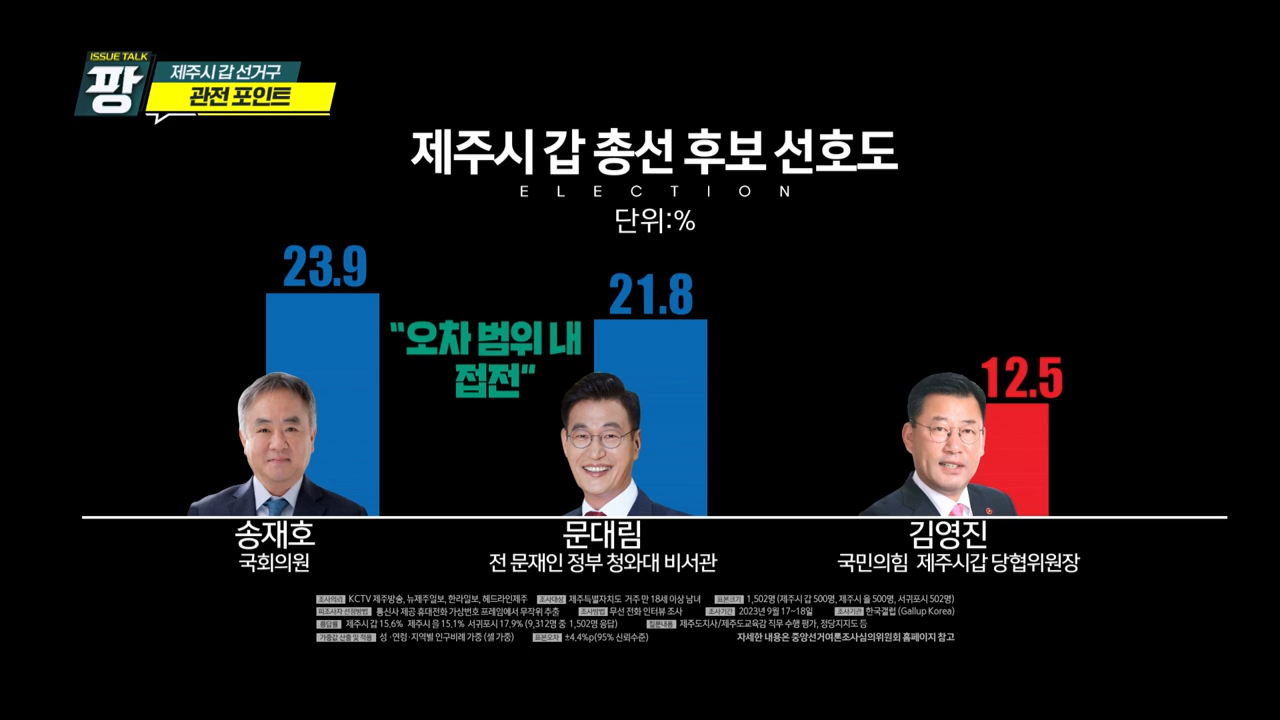 ISSUE TALK
팡
제주시 갑 선거구
관전 포인트
제주시 갑 총선 후보 선호도
ELECTION
단위:%
23.9
21.8
12.5
“오차 범위 내
접전”
송재호
국회의원
문대림
전 문재인 정부 청와대 비서관
김영진
국민의힘 제주시갑 당협위원장
조사의뢰 KCTV 제주방송, 뉴제주일보, 한라일보, 헤드라인제주 조사대상 제주특별자치도 거주 만 18세 이상 남녀 표본크기 1,502명 (제주시 갑 500명, 제주시 을 500명, 서귀포시 502명)
피조사자 선정방법 통신사 제공 휴대전화 가상번호 프레임에서 무작위 추출 조사방법 무선 전화 인터뷰 조사 조사기간 2023년 9월 17~18일 조사기관 한국갤럽 (Gallup Korea)
응답률 제주시 갑 15,6% 제주시 을 15,1% 서귀포시 17,9% (9,312명 중 1,502명 응답) 질문내용 제주도지사/제주도교육감 직무 수행 평가, 정당지지도 등
가중값 산출 및 적용 성·연령·지역별 인구비례 가중 (셀 가중) 표본오차 ±4,4%p(95% 신뢰수준) 자세한 내용은 중앙선거여론조사심의위원회 홈페이지 참고